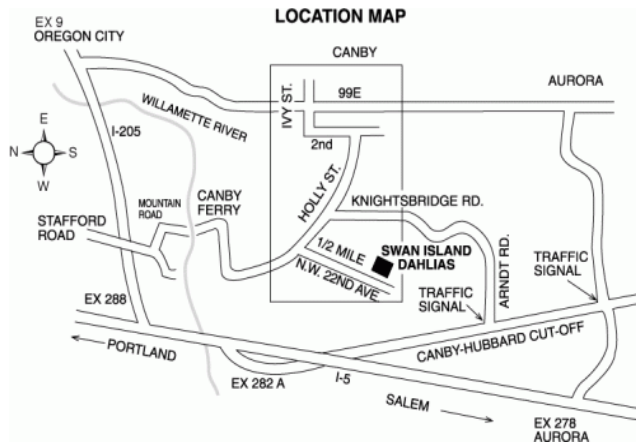 LOCATION MAP
EX 9
OREGON CITY
CANBY
AURORA
99E
IVY ST.
WILLAMETTE RIVER
I-205
2nd
E
N
S
W
HOLLY ST.
MOUNTAIN
ROAD
CANBY
FERRY
KNIGHTSBRIDGE RD.
STAFFORD
ROAD
1/2 MILE
SWAN ISLAND
DAHLIAS
N.W. 22ND AVE.
ARNDT RD.
TRAFFIC
SIGNAL
TRAFFIC
SIGNAL
EX 288
PORTLAND
CANBY-HUBBARD CUT-OFF
EX 282 A
I-5
SALEM
EX 278
AURORA